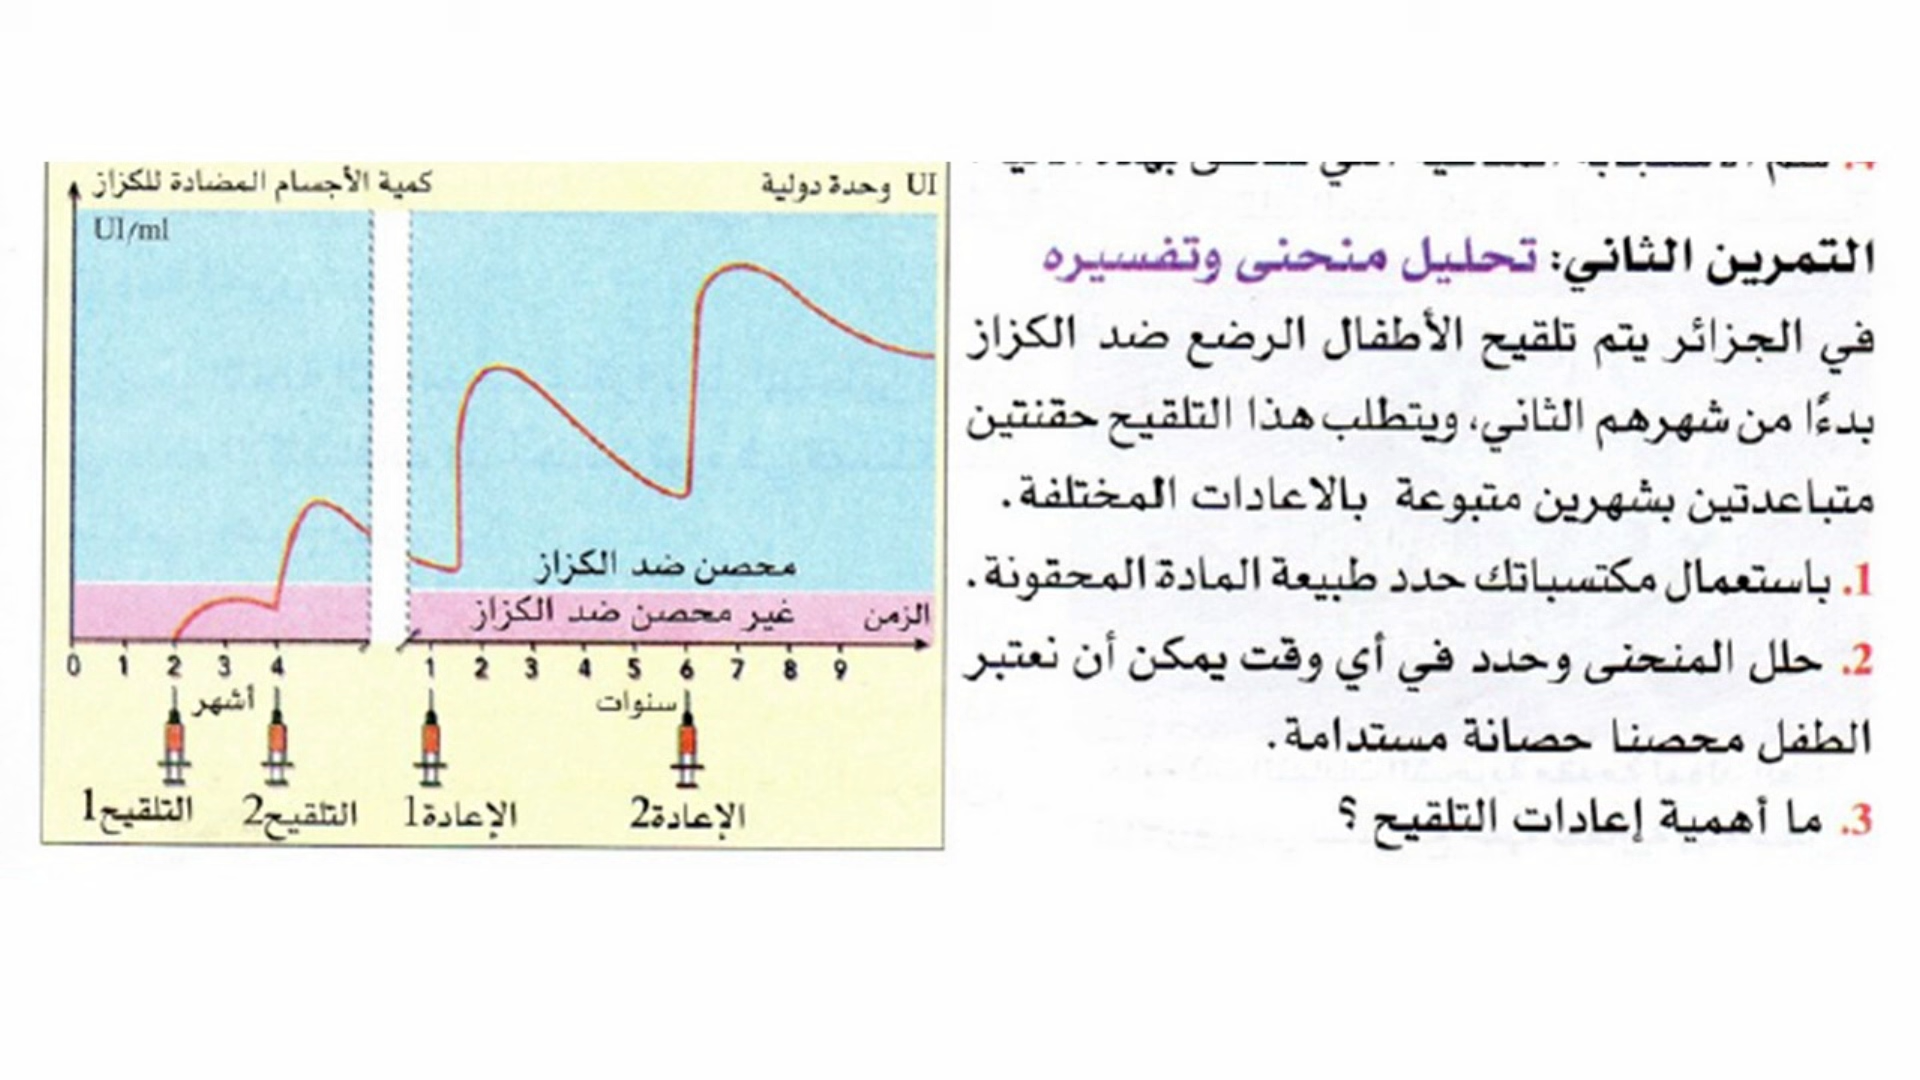 التمرين الثاني: تحليل منحنى وتفسيره
في الجزائر يتم تلقيح الأطفال الرضع ضد الكزاز
بدءًا من شهرهم الثاني، ويتطلب هذا التلقيح حقنتين
متباعدتين بشهرين متبوعة بالاعادات المختلفة.
1. باستعمال مكتسباتك حدد طبيعة المادة المحقونة.
2. حلل المنحنى وحدد في أي وقت يمكن أن نعتبر
الطفل محصنا حصانة مستدامة.
3. ما أهمية إعادات التلقيح ؟
UI وحدة دولية
كمية الأجسام المضادة للكزاز
UI/ml
محصن ضد الكزاز
غير محصن ضد الكزاز
الزمن
0 1 2 3 4
1 2 3 4 5 6 7 8 9
أشهر
سنوات
التلقيح1
التلقيح2
الإعادة1
الإعادة2